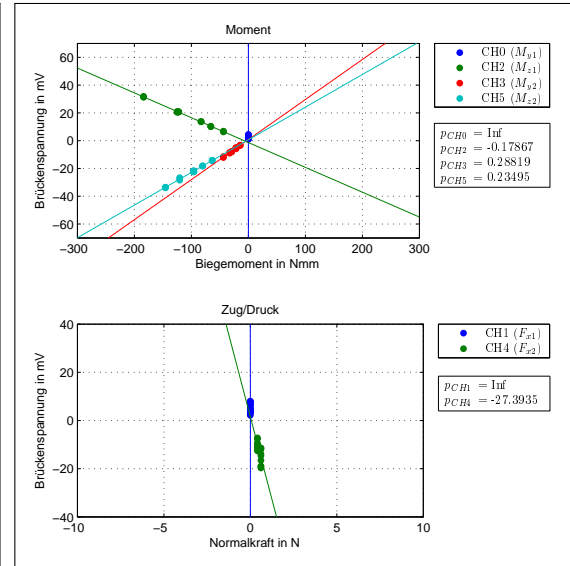 Moment
60
40
20
0
−20
−40
−60
−300 −200 −100 0 100 200 300
Brückenspannung in mV
Biegemoment in Nmm
CH0 (My1)
CH2 (Mz1)
CH3 (My2)
CH5 (Mz2)
pCH0 = Inf
pCH2 = -0.17867
pCH3 = 0.28819
pCH5 = 0.23495
Zug/Druck
40
20
0
−20
−40
−10 −5 0 5 10
Brückenspannung in mV
Normalkraft in N
CH1 (Fx1)
CH4 (Fx2)
pCH1 = Inf
pCH4 = -27.3935